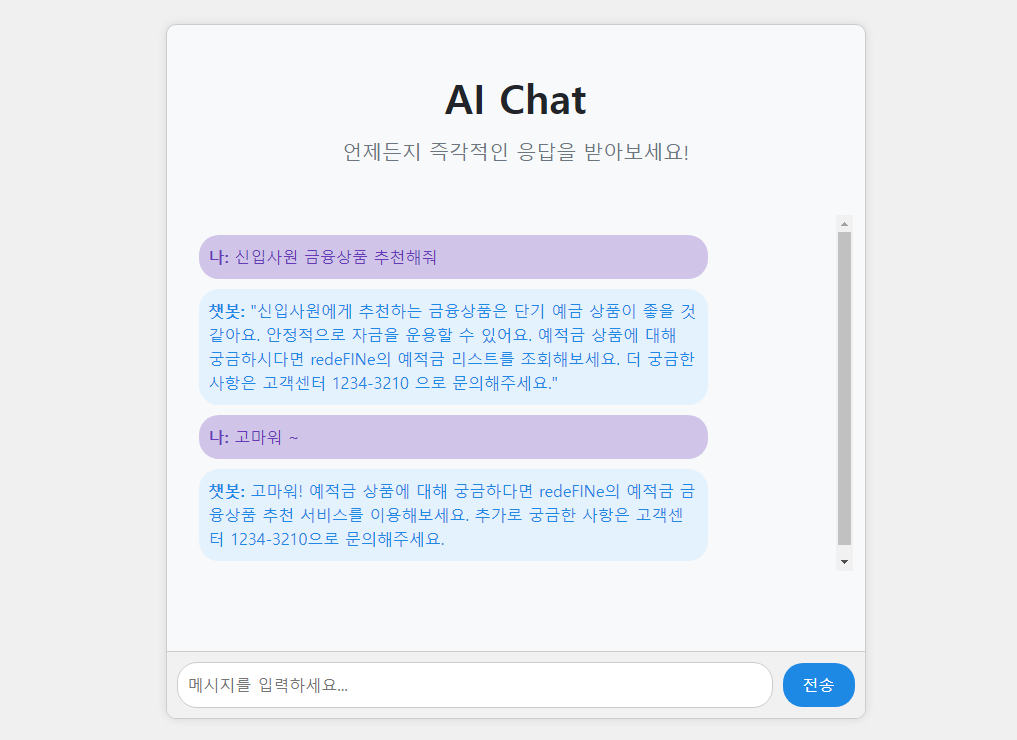 AI Chat
언제든지 즉각적인 응답을 받아보세요!
나: 신입사원 금융상품 추천해줘
챗봇: "신입사원에게 추천하는 금융상품은 단기 예금 상품이 좋을 것
같아요. 안정적으로 자금을 운용할 수 있어요. 예적금 상품에 대해
궁금하시다면 redeFINe의 예적금 리스트를 조회해보세요. 더 궁금한
사항은 고객센터 1234-3210 으로 문의해주세요."
나: 고마워 ~
챗봇: 고마워! 예적금 상품에 대해 궁금하다면 redeFINe의 예적금 금
융상품 추천 서비스를 이용해보세요. 추가로 궁금한 사항은 고객센
터 1234-3210으로 문의해주세요.
메시지를 입력하세요...
전송